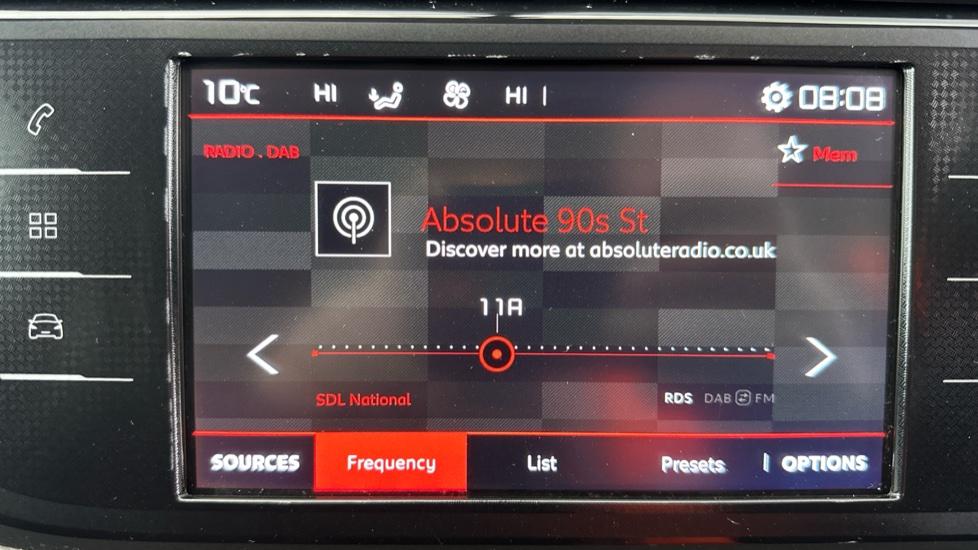 10°C HI HI 08:08
RADIO . DAB Mem
Absolute 90s St
Discover more at absoluteradio.co.uk
11A
SDL National RDS DAB FM
SOURCES Frequency List Presets OPTIONS